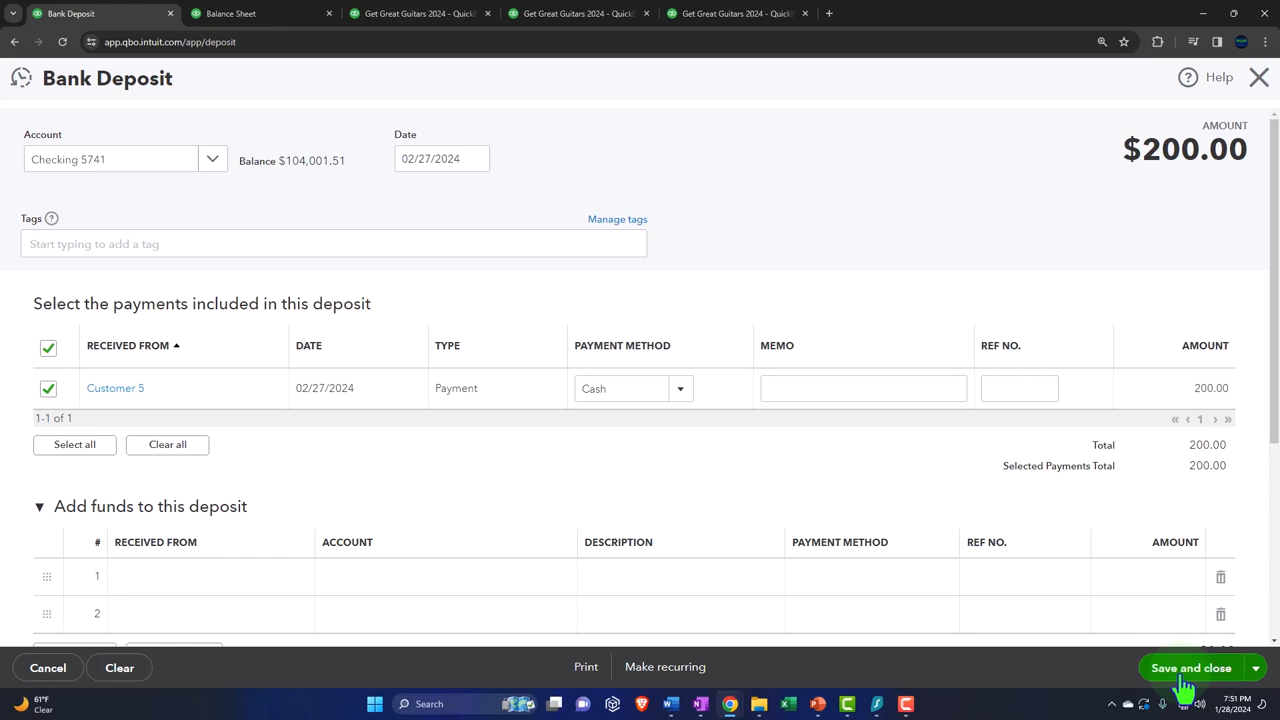 Bank Deposit
Balance Sheet
Get Great Guitars 2024 - QuickB
Get Great Guitars 2024 - QuickB
Get Great Guitars 2024 - QuickB
app.qbo.intuit.com/app/deposit
Bank Deposit
Help
Account
Date
AMOUNT
Checking 5741
Balance $104,001.51
02/27/2024
$200.00
Tags
Manage tags
Start typing to add a tag
Select the payments included in this deposit
RECEIVED FROM DATE TYPE PAYMENT METHOD MEMO REF NO. AMOUNT
Customer 5 02/27/2024 Payment Cash 200.00
1-1 of 1 « ‹ 1 › »
Select all Clear all
Total 200.00
Selected Payments Total 200.00
Add funds to this deposit
# RECEIVED FROM ACCOUNT DESCRIPTION PAYMENT METHOD REF NO. AMOUNT
1
2
Cancel Clear Print Make recurring Save and close
61°F
Clear
Search
7:51 PM
1/28/2024